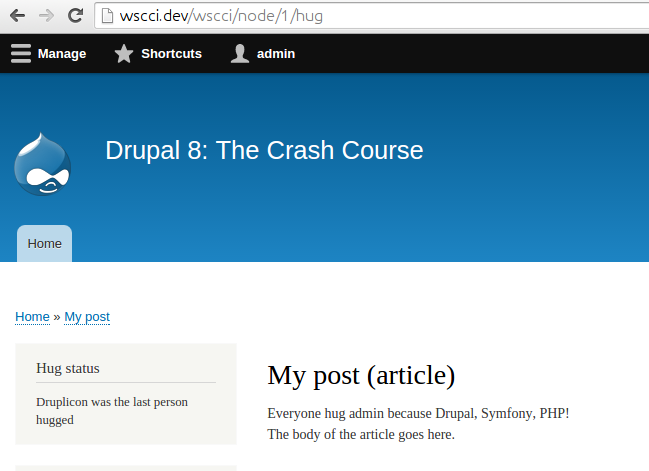 wscci.dev/wscci/node/1/hug
Manage Shortcuts admin
Drupal 8: The Crash Course
Home
Home » My post
Hug status
Druplicon was the last person
hugged
My post (article)
Everyone hug admin because Drupal, Symfony, PHP!
The body of the article goes here.